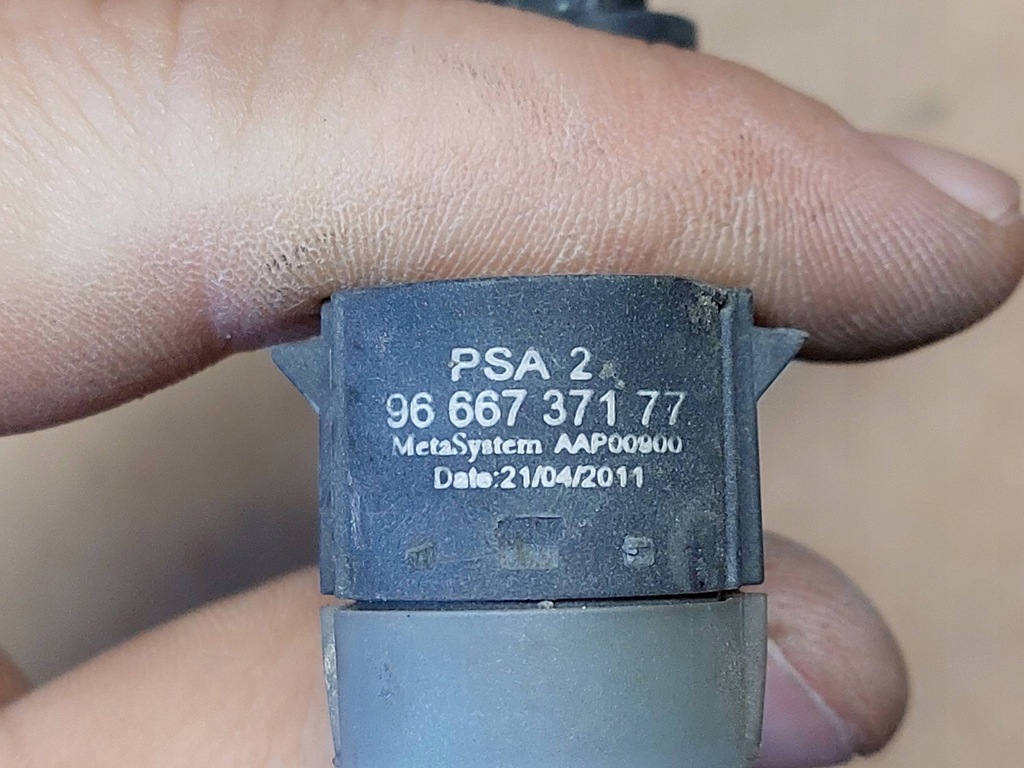 PSA 2
96 667 371 77
MetaSystem AAP00900
Date:21/04/2011